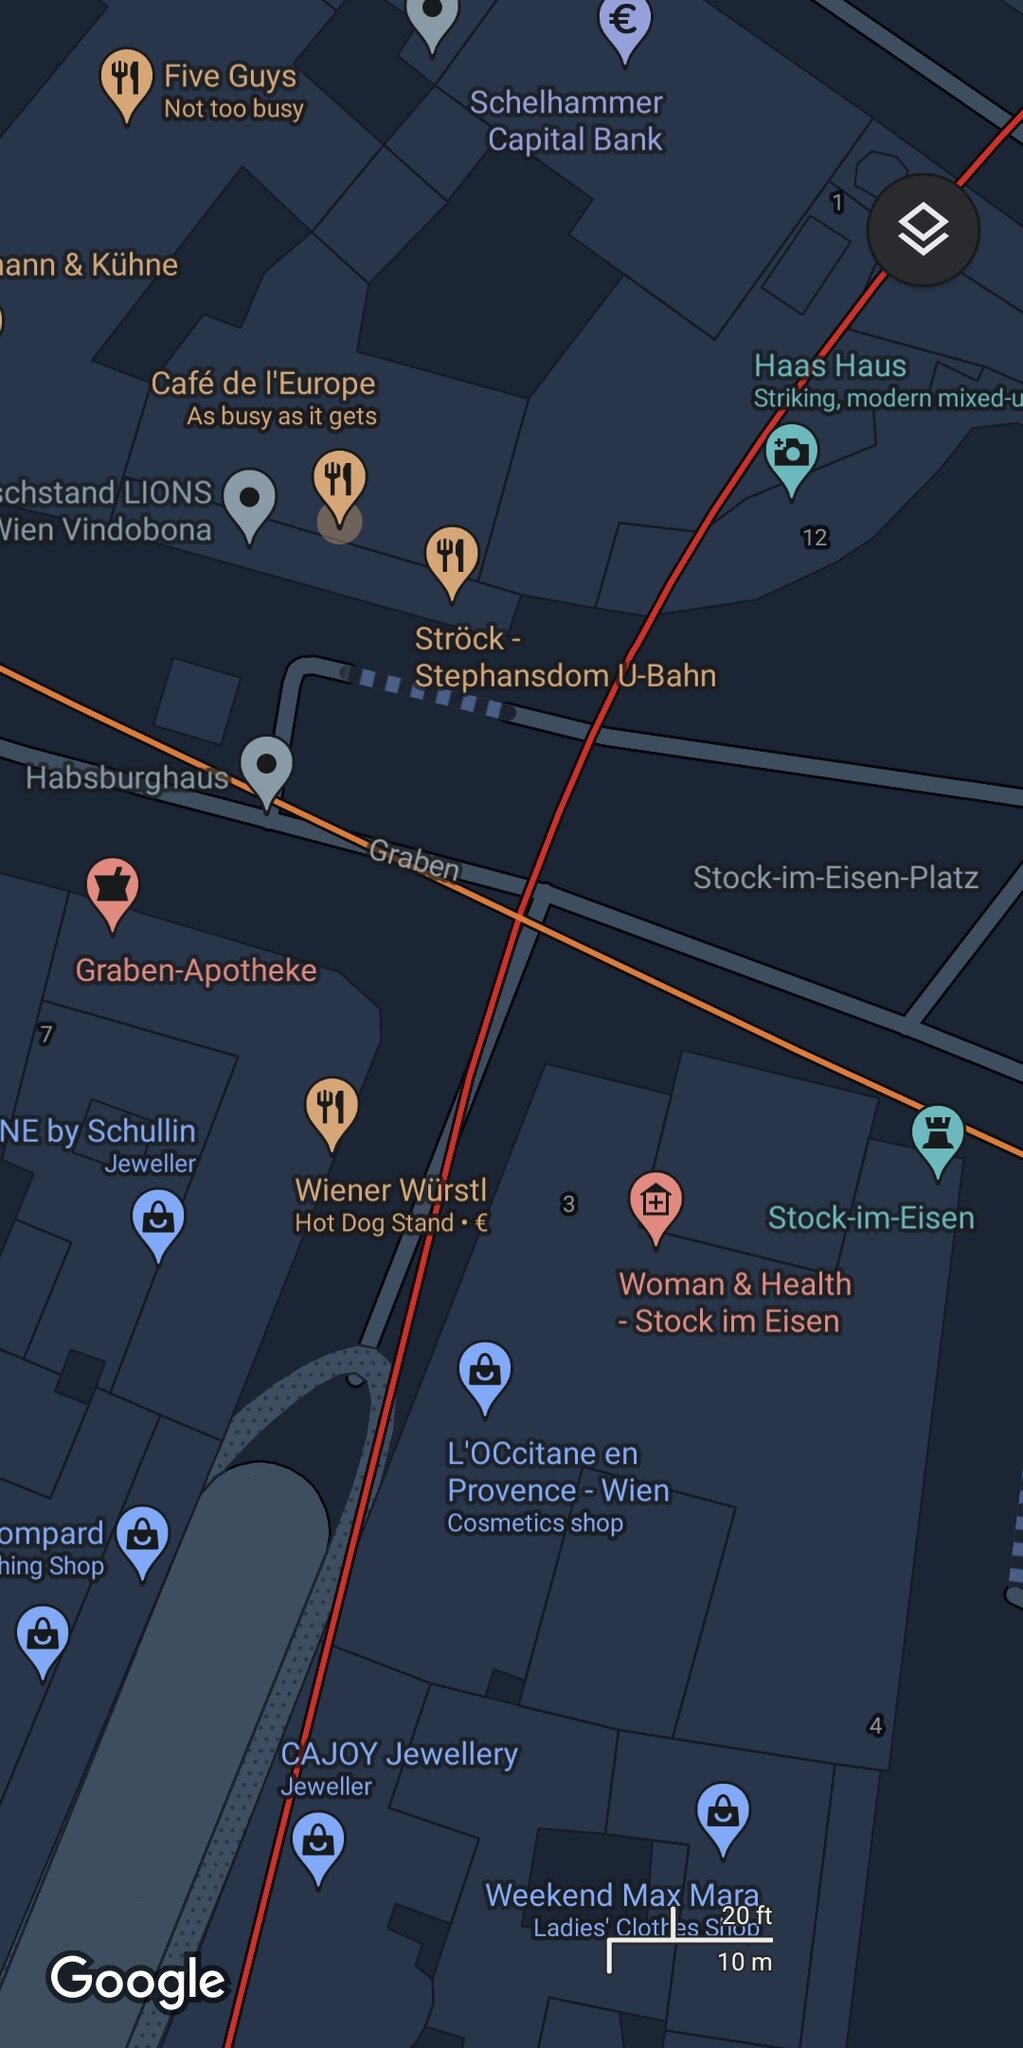 Five Guys
Not too busy
Schelhammer
Capital Bank
1
ann & Kühne
Haas Haus
Striking, modern mixed-u
Café de l'Europe
As busy as it gets
schstand LIONS
Wien Vindobona
12
Ströck -
Stephansdom U-Bahn
Habsburghaus
Graben
Stock-im-Eisen-Platz
Graben-Apotheke
7
NE by Schullin
Jeweller
Wiener Würstl
Hot Dog Stand • €
3
Stock-im-Eisen
Woman & Health
- Stock im Eisen
L'OCcitane en
Provence - Wien
Cosmetics shop
ompard
hing Shop
4
CAJOY Jewellery
Jeweller
Weekend Max Mara
Ladies' Clothes Shop
20 ft
10 m
Google